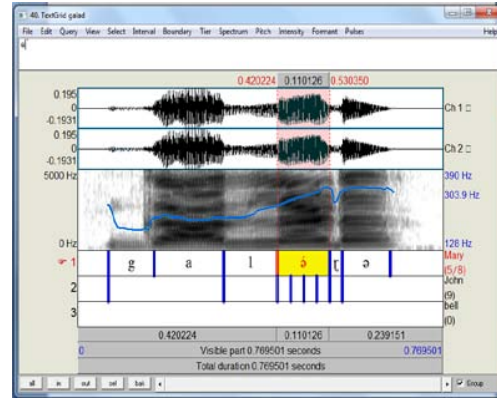 40. TextGrid galad
File Edit Query View Select Interval Boundary Tier Spectrum Pitch Intensity Formant Pulses Help
0.420224 0.110126 0.530350
0.195
0
-0.1931
Ch 1
0.195
0
-0.1931
Ch 2
5000 Hz 390 Hz
303.9 Hz
0 Hz 128 Hz
1 g a l ə́ ɽ ə Mary
(5/8)
2 John
(9)
3 bell
(0)
0.420224 0.110126 0.239151
0 Visible part 0.769501 seconds 0.769501
Total duration 0.769501 seconds
all in out sel bak Group